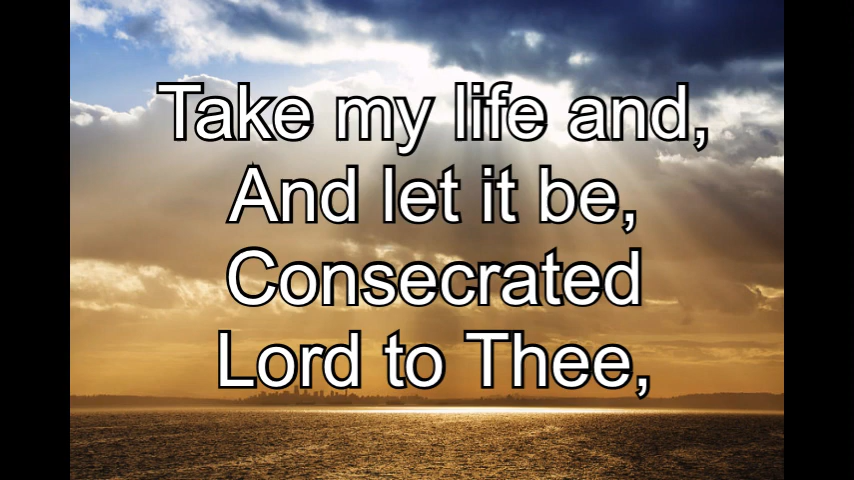 Take my life and,
And let it be,
Consecrated
Lord to Thee,